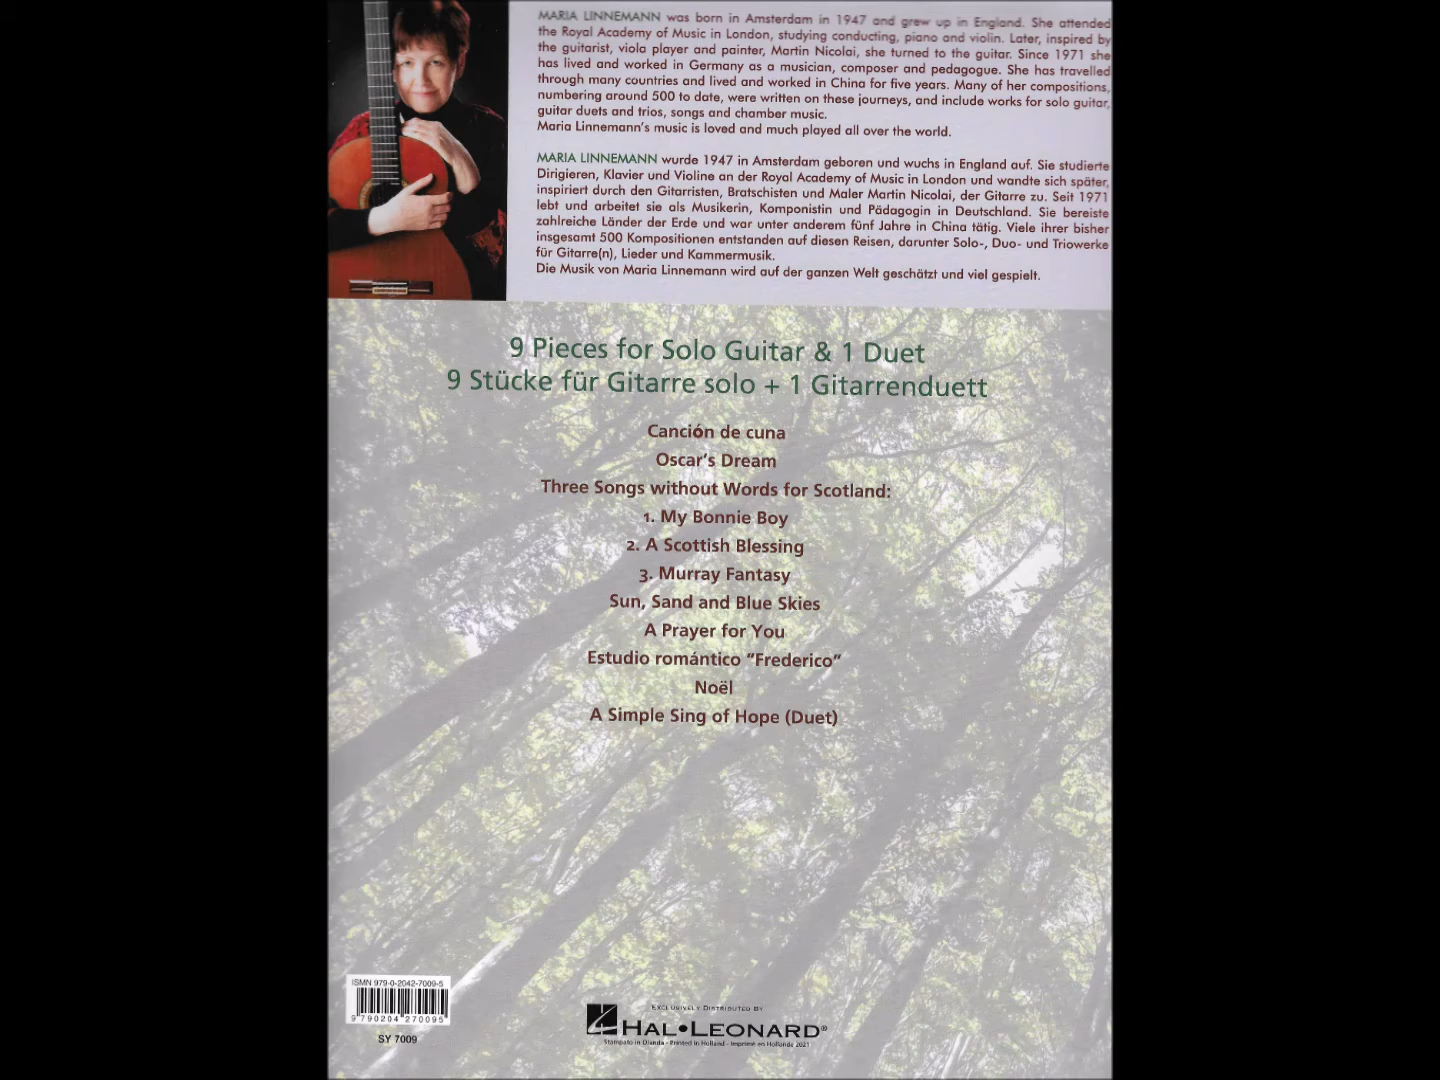 MARIA LINNEMANN was born in Amsterdam in 1947 and grew up in England. She attended
the Royal Academy of Music in London, studying conducting, piano and violin. Later, inspired by
the guitarist, viola player and painter, Martin Nicolai, she turned to the guitar. Since 1971 she
has lived and worked in Germany as a musician, composer and pedagogue. She has travelled
through many countries and lived and worked in China for five years. Many of her compositions,
numbering around 500 to date, were written on these journeys, and include works for solo guitar,
guitar duets and trios, songs and chamber music.
Maria Linnemann's music is loved and much played all over the world.
MARIA LINNEMANN wurde 1947 in Amsterdam geboren und wuchs in England auf. Sie studierte
Dirigieren, Klavier und Violine an der Royal Academy of Music in London und wandte sich später,
inspiriert durch den Gitarristen, Bratschisten und Maler Martin Nicolai, der Gitarre zu. Seit 1971
lebt und arbeitet sie als Musikerin, Komponistin und Pädagogin in Deutschland. Sie bereiste
zahlreiche Länder der Erde und war unter anderem fünf Jahre in China tätig. Viele ihrer bisher
insgesamt 500 Kompositionen entstanden auf diesen Reisen, darunter Solo-, Duo- und Triowerke
für Gitarre(n), Lieder und Kammermusik.
Die Musik von Maria Linnemann wird auf der ganzen Welt geschätzt und viel gespielt.
9 Pieces for Solo Guitar & 1 Duet
9 Stücke für Gitarre solo + 1 Gitarrenduett
Canción de cuna
Oscar's Dream
Three Songs without Words for Scotland:
1. My Bonnie Boy
2. A Scottish Blessing
3. Murray Fantasy
Sun, Sand and Blue Skies
A Prayer for You
Estudio romántico "Frederico"
Noël
A Simple Sing of Hope (Duet)
ISMN 979-0-2042-7009-5
9 790204 270095
SY 7009
EXCLUSIVELY DISTRIBUTED BY
HAL•LEONARD®
Stampato in Olanda - Printed in Holland - Imprimé en Hollande 2021